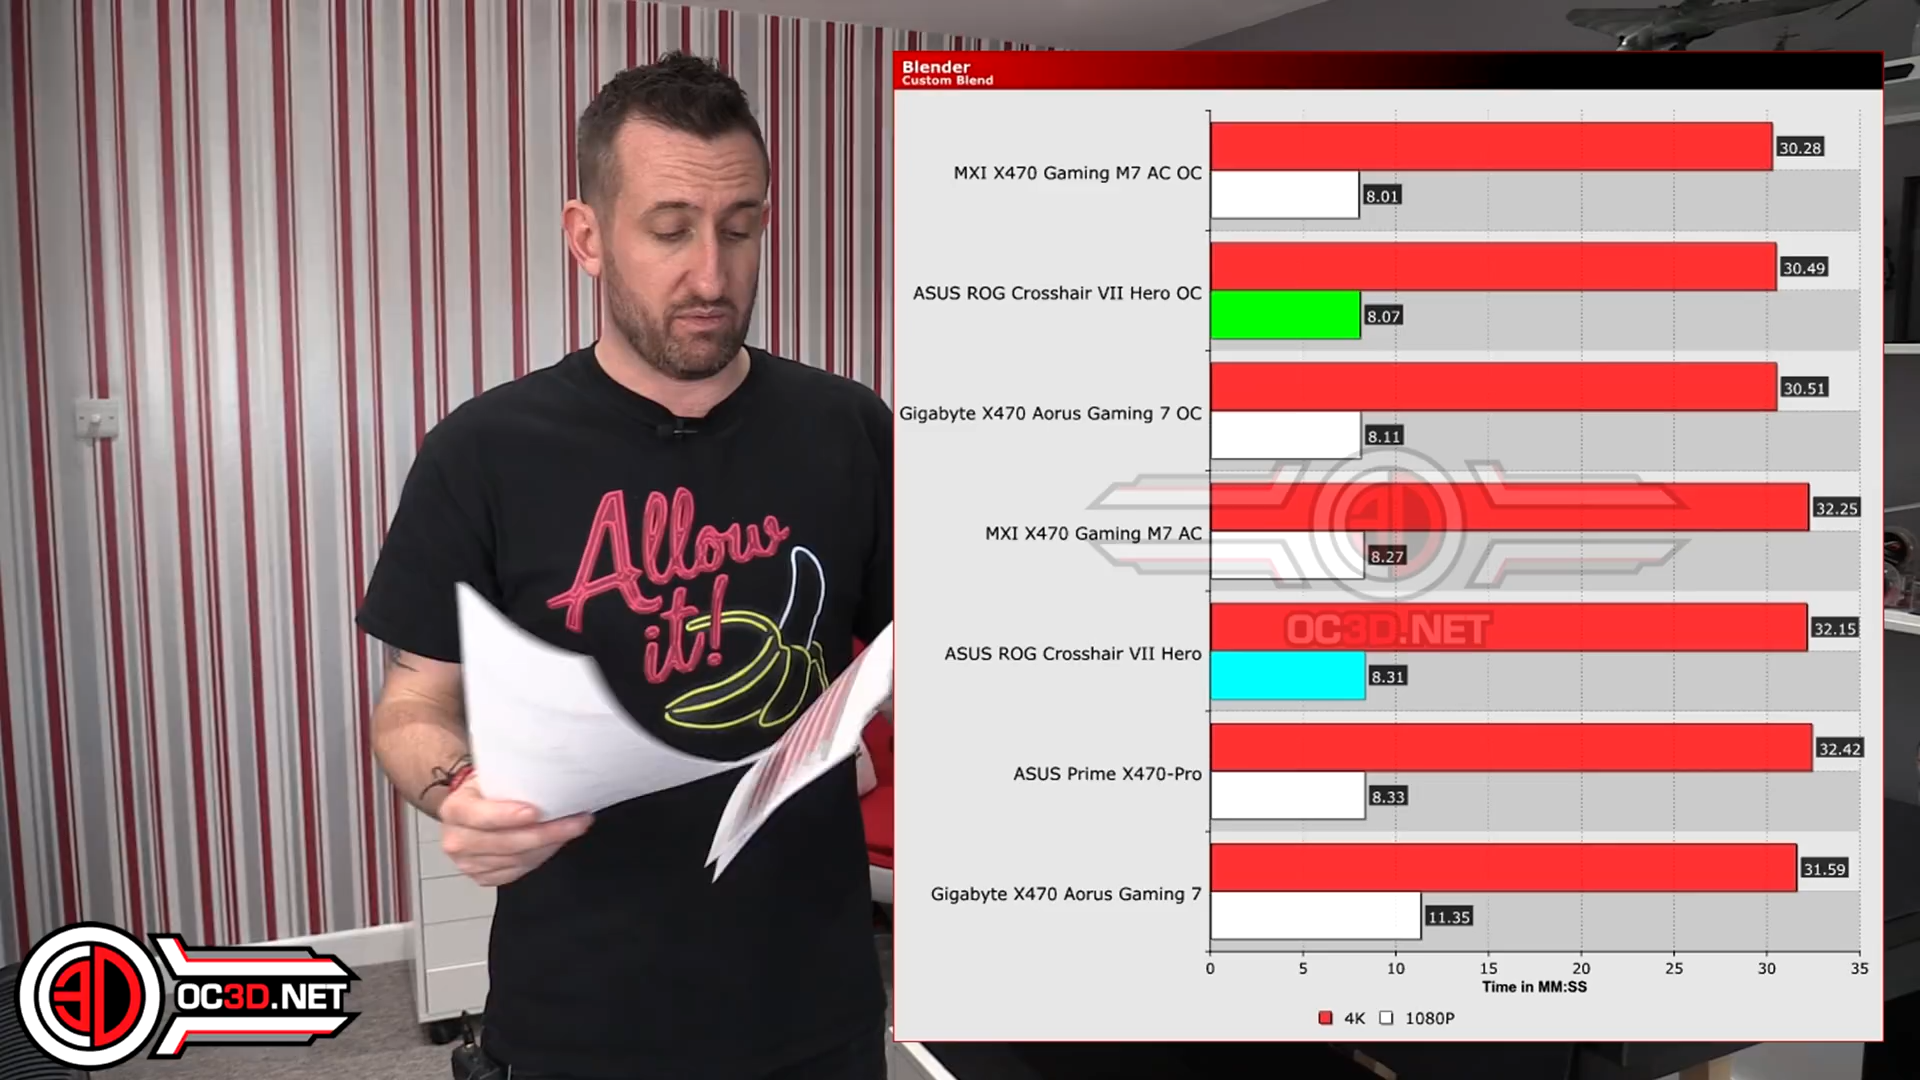 Blender
Custom Blend
MXI X470 Gaming M7 AC OC
30.28
8.01
ASUS ROG Crosshair VII Hero OC
30.49
8.07
Gigabyte X470 Aorus Gaming 7 OC
30.51
8.11
MXI X470 Gaming M7 AC
32.25
8.27
OC3D.NET
ASUS ROG Crosshair VII Hero
32.15
8.31
ASUS Prime X470-Pro
32.42
8.33
Gigabyte X470 Aorus Gaming 7
31.59
11.35
0 5 10 15 20 25 30 35
Time in MM:SS
4K 1080P
Allow
it!
3D OC3D.NET